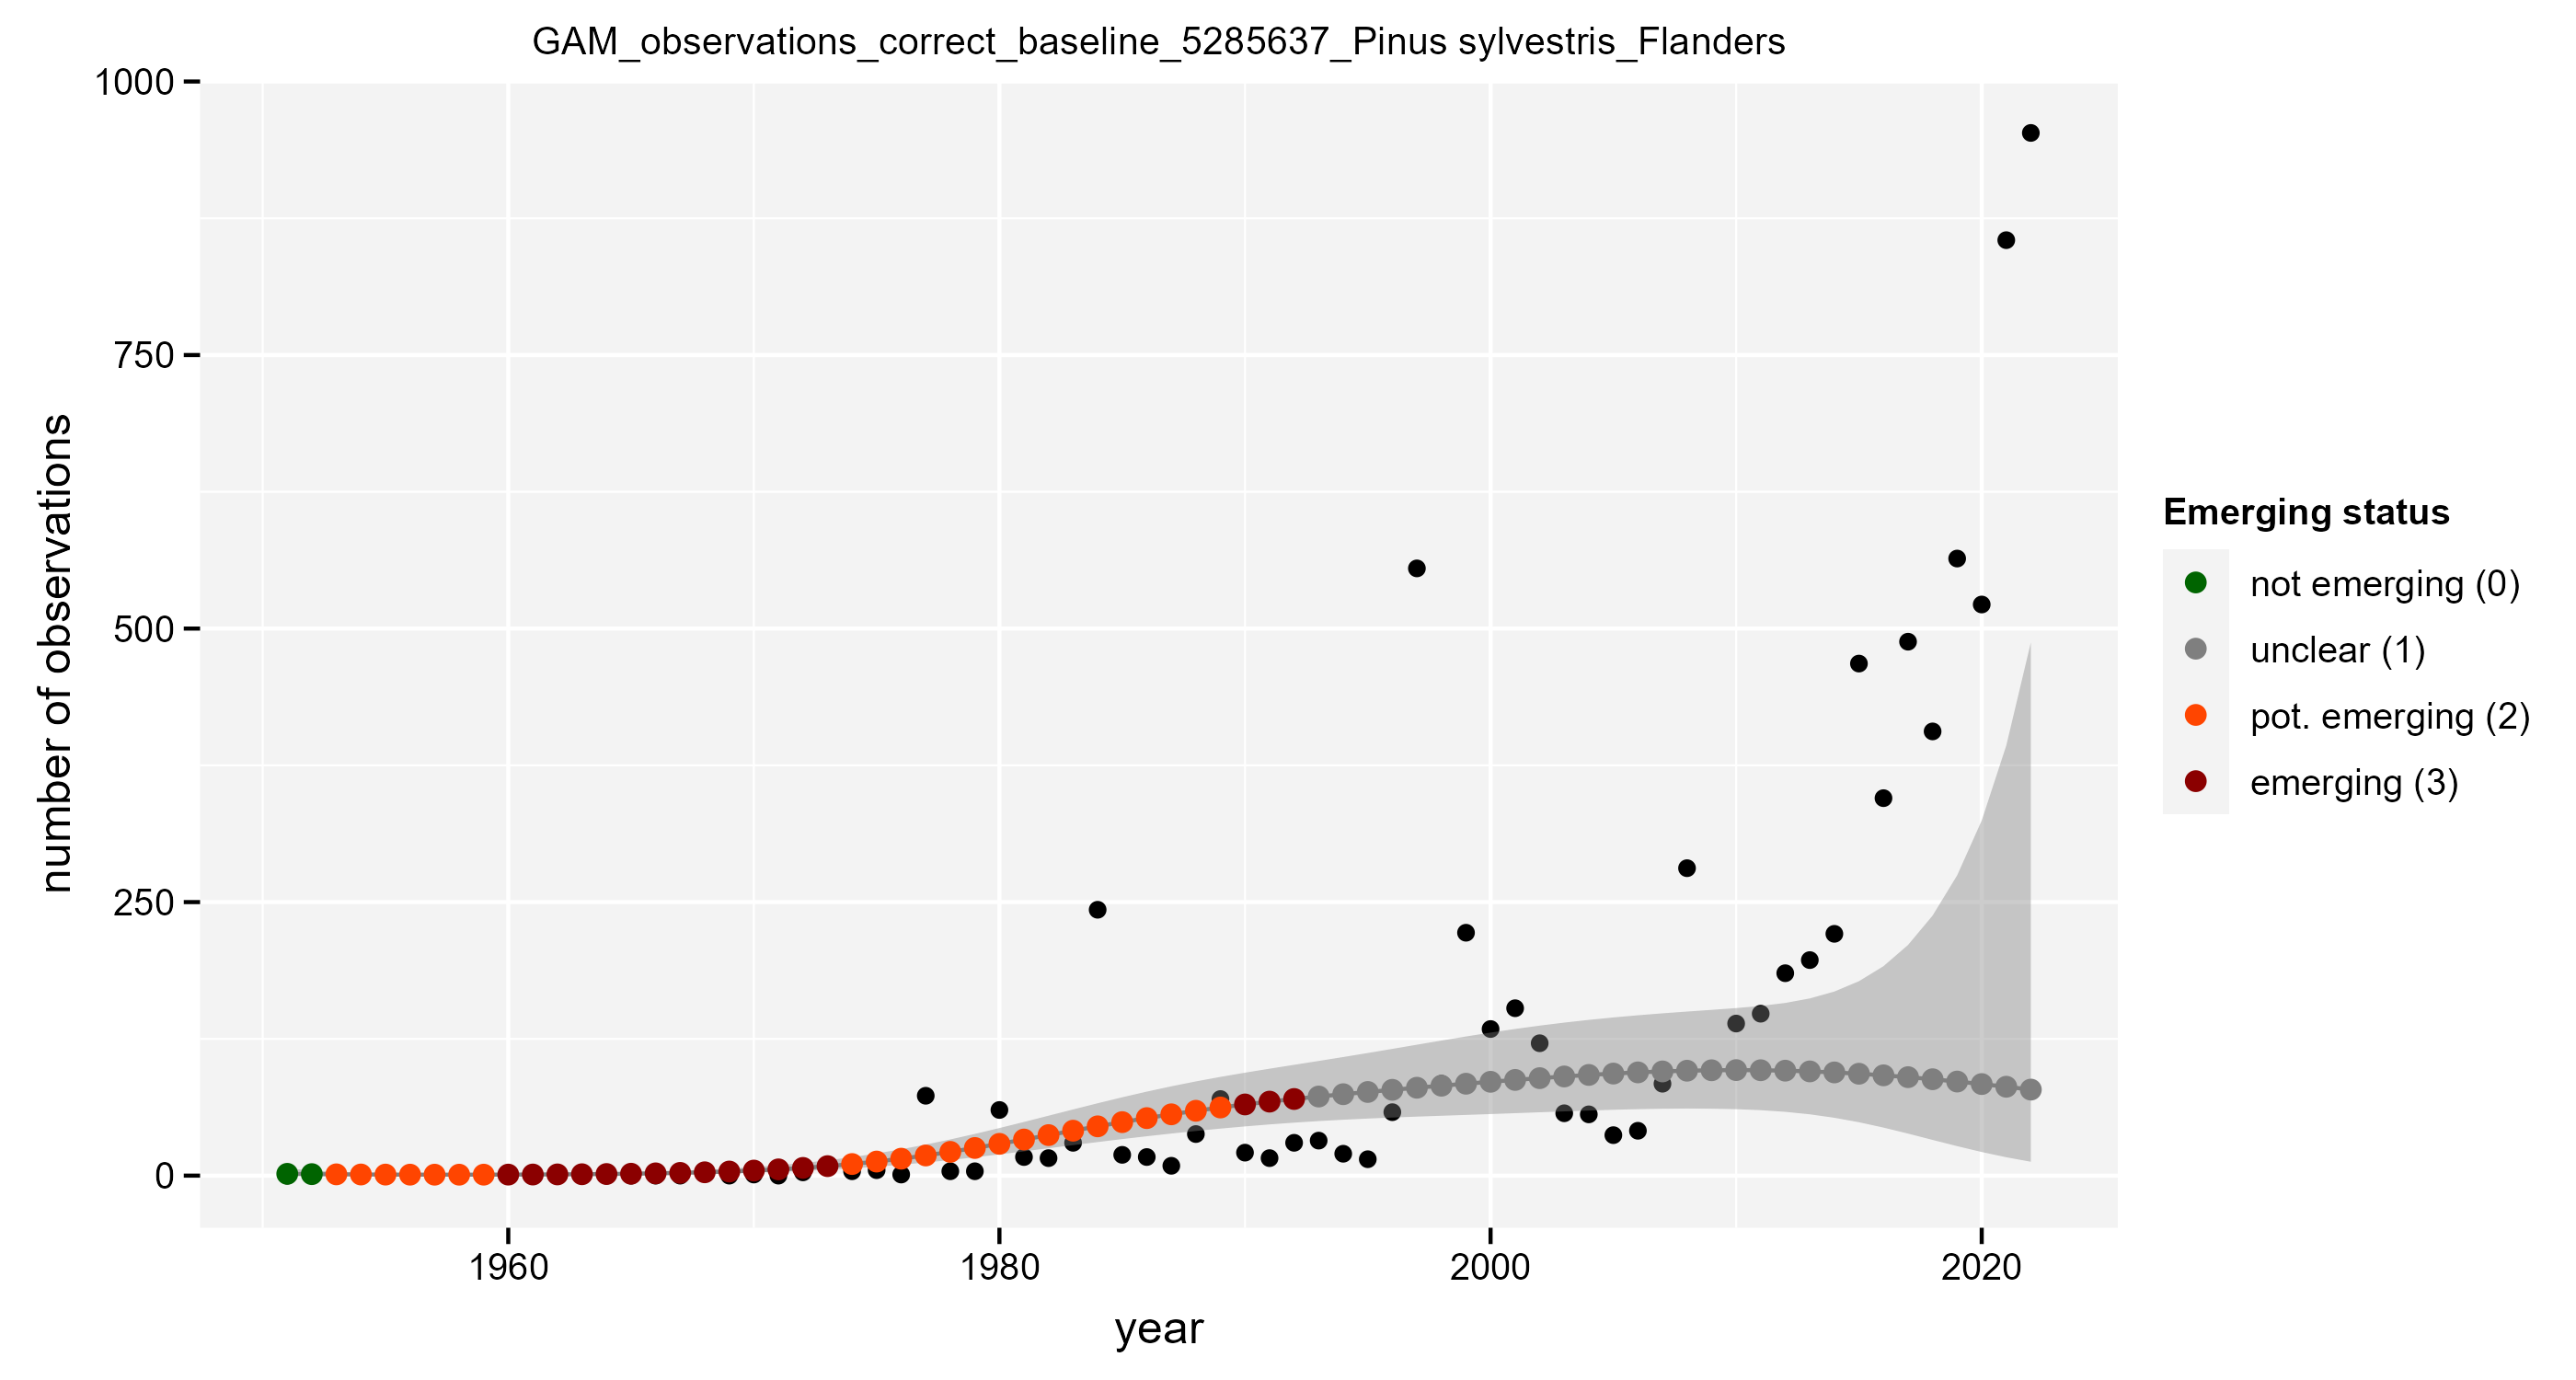 GAM_observations_correct_baseline_5285637_Pinus sylvestris_Flanders
1000
750
500
250
0
number of observations
1960
1980
2000
2020
year
Emerging status
not emerging (0)
unclear (1)
pot. emerging (2)
emerging (3)